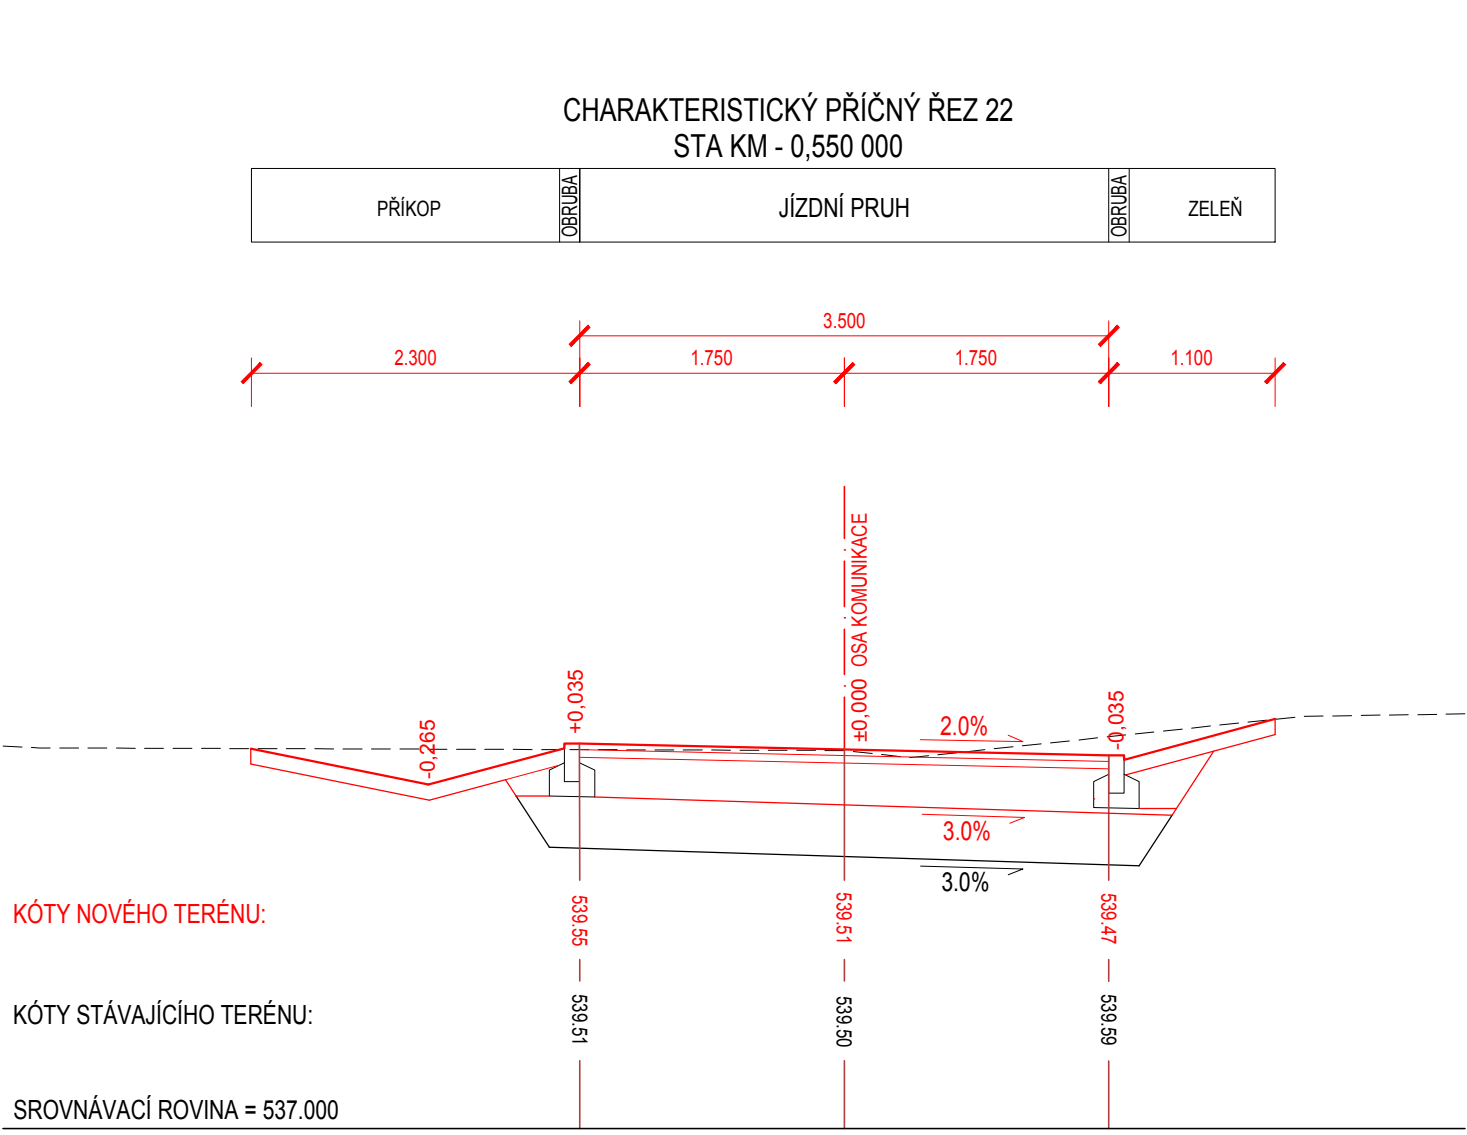 CHARAKTERISTICKÝ PŘÍČNÝ ŘEZ 22
STA KM - 0,550 000
PŘÍKOP
OBRUBA
JÍZDNÍ PRUH
OBRUBA
ZELEŇ
3.500
2.300
1.750
1.750
1.100
±0,000 OSA KOMUNIKACE
+0,035
-0,265
2.0%
-0,035
3.0%
3.0%
KÓTY NOVÉHO TERÉNU:
539.55
539.51
539.47
KÓTY STÁVAJÍCÍHO TERÉNU:
539.51
539.50
539.59
SROVNÁVACÍ ROVINA = 537.000